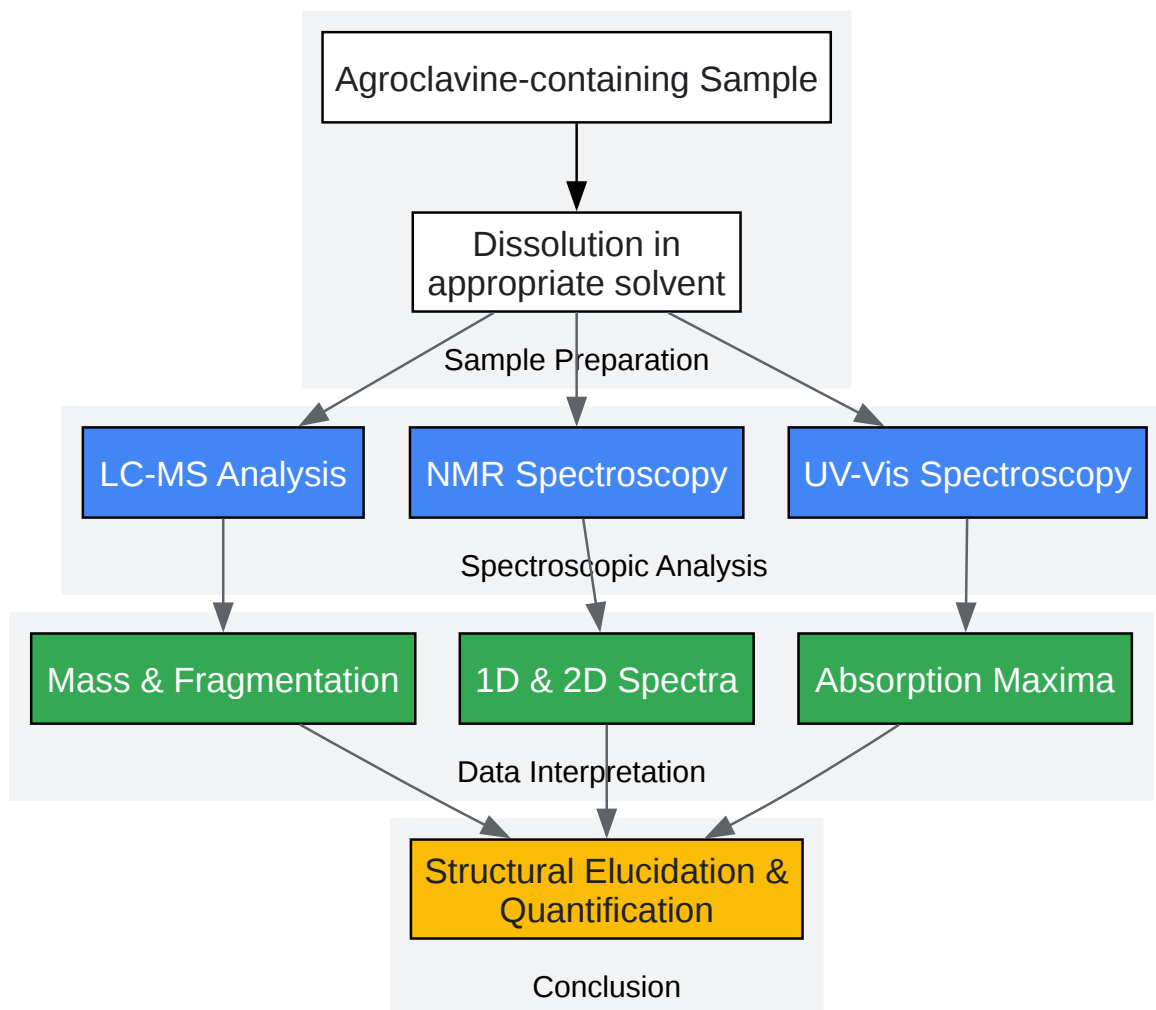 Agroclavine-containing Sample
Dissolution in
appropriate solvent
Sample Preparation
LC-MS Analysis
NMR Spectroscopy
UV-Vis Spectroscopy
Spectroscopic Analysis
Mass & Fragmentation
1D & 2D Spectra
Absorption Maxima
Data Interpretation
Structural Elucidation &
Quantification
Conclusion